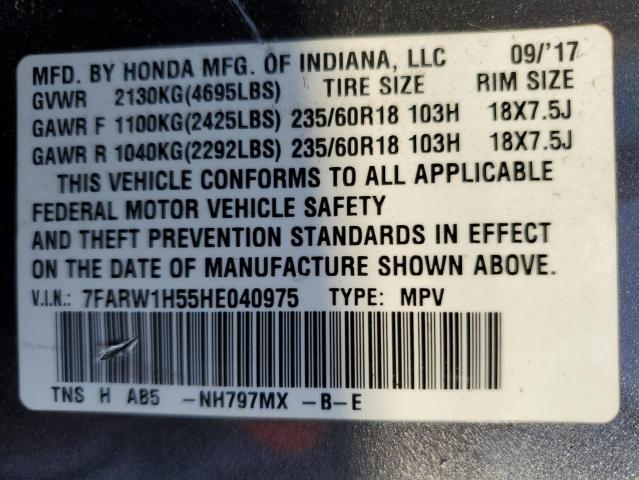 MFD. BY HONDA MFG. OF INDIANA, LLC 09/'17
GVWR 2130KG(4695LBS) TIRE SIZE RIM SIZE
GAWR F 1100KG(2425LBS) 235/60R18 103H 18X7.5J
GAWR R 1040KG(2292LBS) 235/60R18 103H 18X7.5J
THIS VEHICLE CONFORMS TO ALL APPLICABLE
FEDERAL MOTOR VEHICLE SAFETY
AND THEFT PREVENTION STANDARDS IN EFFECT
ON THE DATE OF MANUFACTURE SHOWN ABOVE.
V.I.N.: 7FARW1H55HE040975 TYPE: MPV
TNS H AB5 -NH797MX -B-E